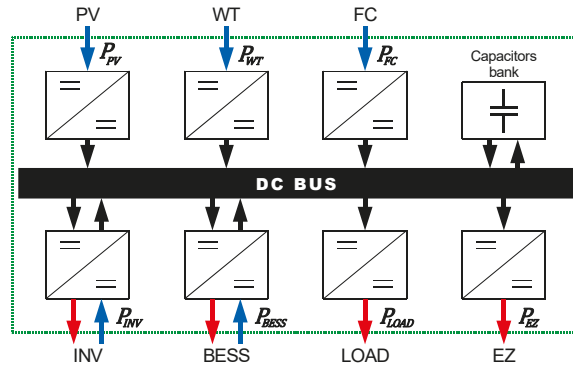 PV WT FC
P_PV P_WT P_FC
Capacitors
bank
DC BUS
P_INV P_BESS P_LOAD P_EZ
INV BESS LOAD EZ